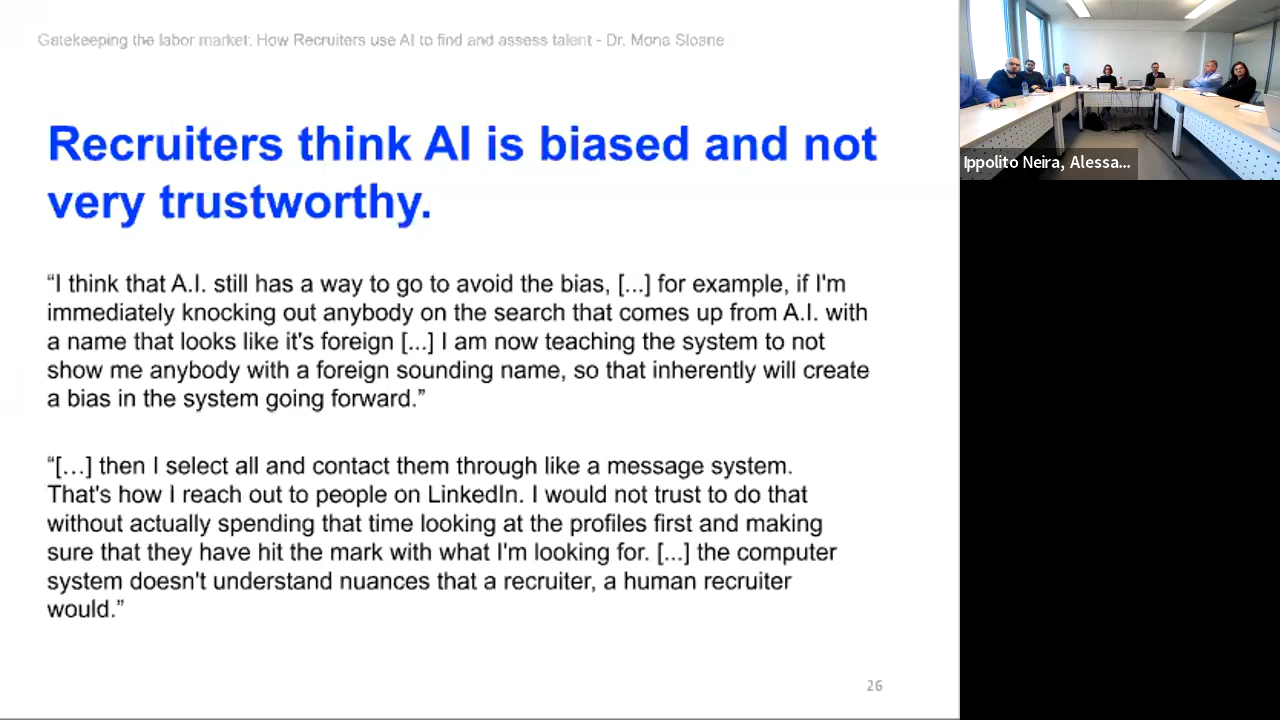 Gatekeeping the labor market: How Recruiters use AI to find and assess talent - Dr. Mona Sloane
Recruiters think AI is biased and not
very trustworthy.
“I think that A.I. still has a way to go to avoid the bias, [...] for example, if I'm
immediately knocking out anybody on the search that comes up from A.I. with
a name that looks like it's foreign [...] I am now teaching the system to not
show me anybody with a foreign sounding name, so that inherently will create
a bias in the system going forward.”
“[…] then I select all and contact them through like a message system.
That's how I reach out to people on LinkedIn. I would not trust to do that
without actually spending that time looking at the profiles first and making
sure that they have hit the mark with what I'm looking for. [...] the computer
system doesn't understand nuances that a recruiter, a human recruiter
would.”
26
Ippolito Neira, Alessa...